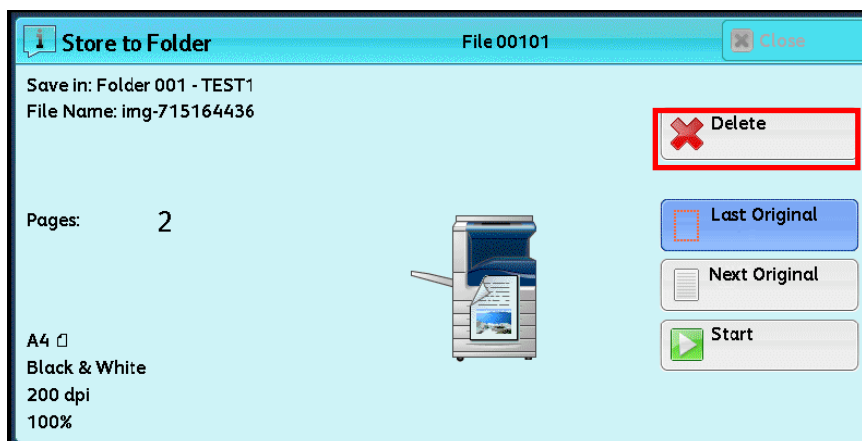 Store to Folder
File 00101
Close
Save in: Folder 001 - TEST1
File Name: img-715164436
Delete
Pages: 2
Last Original
Next Original
Start
A4
Black & White
200 dpi
100%